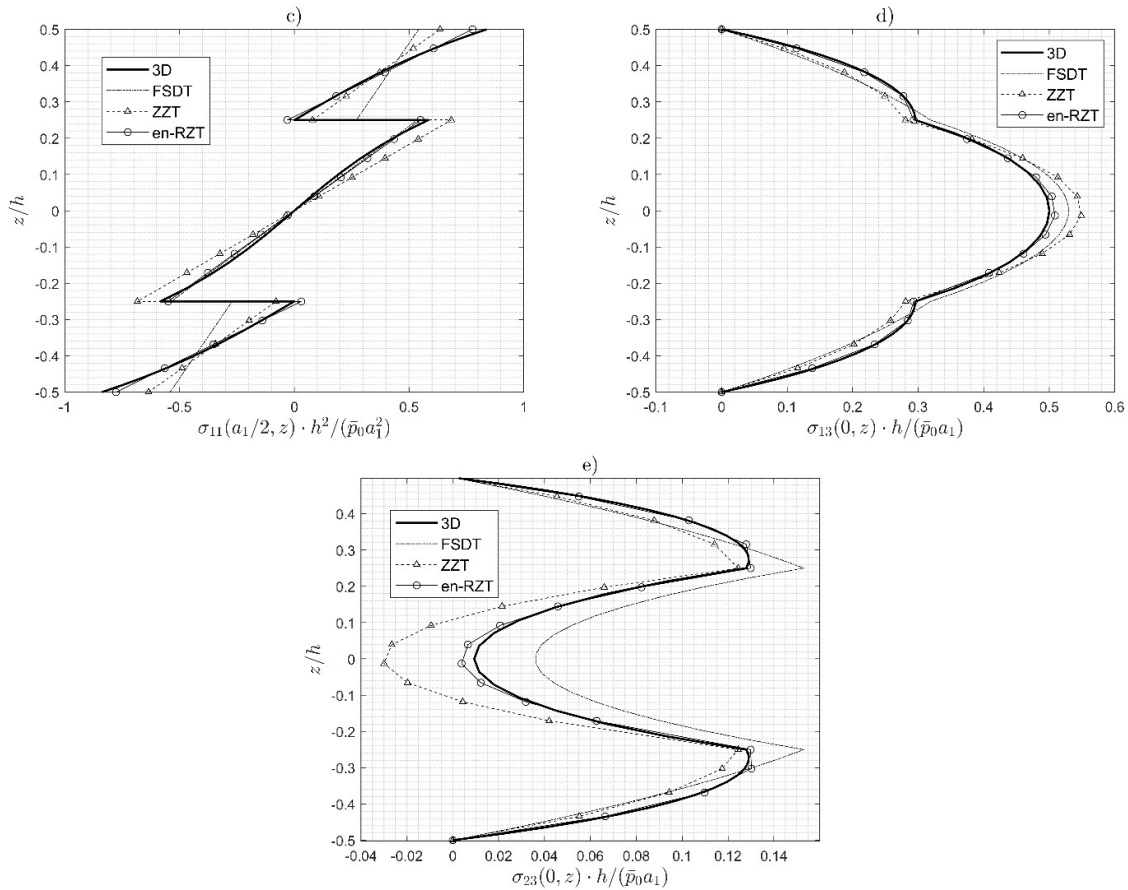 c)
0.5
0.4
0.3
0.2
0.1
0
-0.1
-0.2
-0.3
-0.4
-0.5
z/h
3D
FSDT
ZZT
en-RZT
-1
-0.5
0
0.5
1
σ₁₁(a₁/2, z) · h²/(p̄₀a₁²)
d)
0.5
0.4
0.3
0.2
0.1
0
-0.1
-0.2
-0.3
-0.4
-0.5
z/h
3D
FSDT
ZZT
en-RZT
-0.1
0
0.1
0.2
0.3
0.4
0.5
0.6
σ₁₃(0, z) · h/(p̄₀a₁)
e)
0.4
0.3
0.2
0.1
0
-0.1
-0.2
-0.3
-0.4
-0.5
z/h
3D
FSDT
ZZT
en-RZT
-0.04
-0.02
0
0.02
0.04
0.06
0.08
0.1
0.12
0.14
σ₂₃(0, z) · h/(p̄₀a₁)